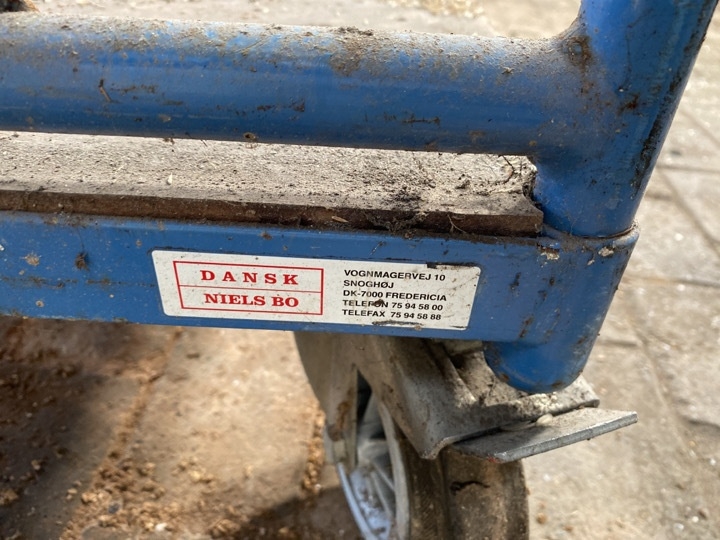 DANSK
NIELS BO
VOGNMAGERVEJ 10
SNOGHØJ
DK-7000 FREDERICIA
TELEFON 75 94 58 00
TELEFAX 75 94 58 88